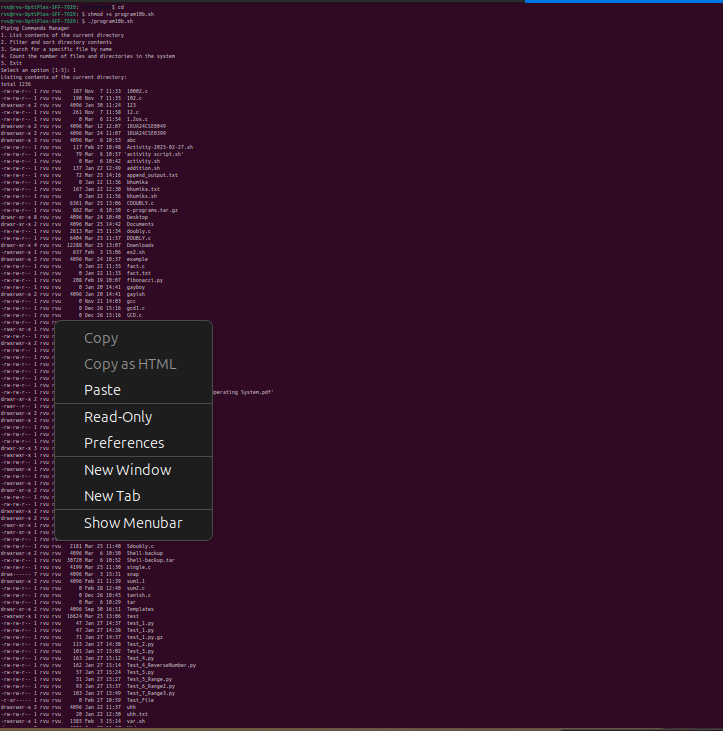 rvu@rvu-OptiPlex-SFF-7020: $ cd
rvu@rvu-OptiPlex-SFF-7020: $ chmod +x program10b.sh
rvu@rvu-OptiPlex-SFF-7020: $ ./program10b.sh
Piping Commands Manager
1. List contents of the current directory
2. Filter and sort directory contents
3. Search for a specific file by name
4. Count the number of files and directories in the system
5. Exit
Select an option [1-5]: 1
Listing contents of the current directory:
total 1236
-rw-rw-r-- 1 rvu rvu 187 Nov 7 11:33 10002.c
-rw-rw-r-- 1 rvu rvu 190 Nov 7 11:35 102.c
drwxrwxr-x 2 rvu rvu 4096 Jan 30 11:24 123
-rw-rw-r-- 1 rvu rvu 261 Nov 7 11:58 12.c
-rw-rw-r-- 1 rvu rvu 0 Mar 6 11:54 1.2os.c
drwxrwxr-x 2 rvu rvu 4096 Mar 12 12:07 1RUA24CSE0049
drwxrwxr-x 2 rvu rvu 4096 Mar 24 11:07 1RUA24CSE0399
drwxrwxr-x 3 rvu rvu 4096 Mar 6 10:53 abc
-rw-rw-r-- 1 rvu rvu 117 Feb 27 10:48 Activity-2023-02-27.sh
-rw-rw-r-- 1 rvu rvu 79 Mar 6 10:57 'activity script.sh'
-rw-rw-r-- 1 rvu rvu 0 Mar 6 10:42 activity.sh
-rw-rw-r-- 1 rvu rvu 137 Jan 22 12:49 addition.sh
-rw-rw-r-- 1 rvu rvu 72 Mar 25 14:16 append_output.txt
-rw-rw-r-- 1 rvu rvu 0 Jan 22 11:36 bhumika
-rw-rw-r-- 1 rvu rvu 167 Jan 22 12:30 bhumika.txt
-rw-rw-r-- 1 rvu rvu 0 Jan 22 11:56 bhumiks.sh
-rw-rw-r-- 1 rvu rvu 6361 Mar 25 13:06 CDOUBLY.c
-rw-rw-r-- 1 rvu rvu 862 Mar 6 10:30 c-programs.tar.gz
drwxr-xr-x 8 rvu rvu 4096 Mar 24 10:40 Desktop
drwxr-xr-x 2 rvu rvu 4096 Mar 25 14:42 Documents
-rw-rw-r-- 1 rvu rvu 2613 Mar 25 11:34 doubly.c
-rw-rw-r-- 1 rvu rvu 6404 Mar 25 11:57 DOUBLY.c
drwxr-xr-x 4 rvu rvu 12288 Mar 25 13:07 Downloads
-rwxrwxr-x 1 rvu rvu 637 Feb 3 15:06 ex2.sh
drwxrwxr-x 2 rvu rvu 4096 Mar 24 10:37 example
-rw-rw-r-- 1 rvu rvu 0 Jan 22 11:35 fact.c
-rw-rw-r-- 1 rvu rvu 0 Jan 22 11:35 fact.txt
-rw-rw-r-- 1 rvu rvu 208 Feb 19 10:07 fibonacci.py
-rw-rw-r-- 1 rvu rvu 0 Jan 20 14:41 gayboy
drwxrwxr-x 2 rvu rvu 4096 Jan 20 14:41 gayish
-rw-rw-r-- 1 rvu rvu 0 Nov 21 14:03 gcc
-rw-rw-r-- 1 rvu rvu 0 Dec 26 15:16 gcd1.c
-rw-rw-r-- 1 rvu rvu 0 Dec 26 15:16 GCD.c
Copy
Copy as HTML
Paste
Operating System.pdf'
Read-Only
Preferences
New Window
New Tab
Show Menubar
-rw-rw-r-- 1 rvu rvu 2181 Mar 23 11:40 Sdoubly.c
drwxrwxr-x 2 rvu rvu 4096 Mar 6 10:50 Shell-backup
-rw-rw-r-- 1 rvu rvu 30720 Mar 6 10:52 Shell-backup.tar
-rw-rw-r-- 1 rvu rvu 4199 Mar 25 11:30 single.c
drwx------ 7 rvu rvu 4096 Mar 3 15:31 snap
drwxrwxr-x 2 rvu rvu 4096 Feb 21 11:39 sum1.1
-rw-rw-r-- 1 rvu rvu 0 Feb 28 12:40 sum2.c
-rw-rw-r-- 1 rvu rvu 0 Dec 26 10:45 tanish.c
-rw-rw-r-- 1 rvu rvu 0 Mar 6 10:29 tar
drwxr-xr-x 2 rvu rvu 4096 Sep 30 16:51 Templates
-rwxrwxr-x 1 rvu rvu 16624 Mar 25 13:06 test
-rw-rw-r-- 1 rvu rvu 47 Jan 27 14:37 test_1.py
-rw-rw-r-- 1 rvu rvu 47 Jan 27 14:38 Test_1.py
-rw-rw-r-- 1 rvu rvu 71 Jan 27 14:37 test_1.py.gz
-rw-rw-r-- 1 rvu rvu 115 Jan 27 14:38 Test_2.py
-rw-rw-r-- 1 rvu rvu 101 Jan 27 15:02 Test_3.py
-rw-rw-r-- 1 rvu rvu 163 Jan 27 15:12 Test_4.py
-rw-rw-r-- 1 rvu rvu 162 Jan 27 15:14 Test_4_ReverseNumber.py
-rw-rw-r-- 1 rvu rvu 57 Jan 27 15:24 Test_5.py
-rw-rw-r-- 1 rvu rvu 51 Jan 27 15:27 Test_5_Range.py
-rw-rw-r-- 1 rvu rvu 93 Jan 27 15:37 Test_6_Range2.py
-rw-rw-r-- 1 rvu rvu 103 Jan 27 15:49 Test_7_Range3.py
-r-xr----- 1 rvu rvu 0 Feb 27 10:59 Test_File
drwxrwxr-x 2 rvu rvu 4096 Jan 22 11:37 uhh
-rw-rw-r-- 1 rvu rvu 20 Jan 22 12:30 uhh.txt
-rwxrwxr-x 1 rvu rvu 1385 Feb 3 15:14 var.sh